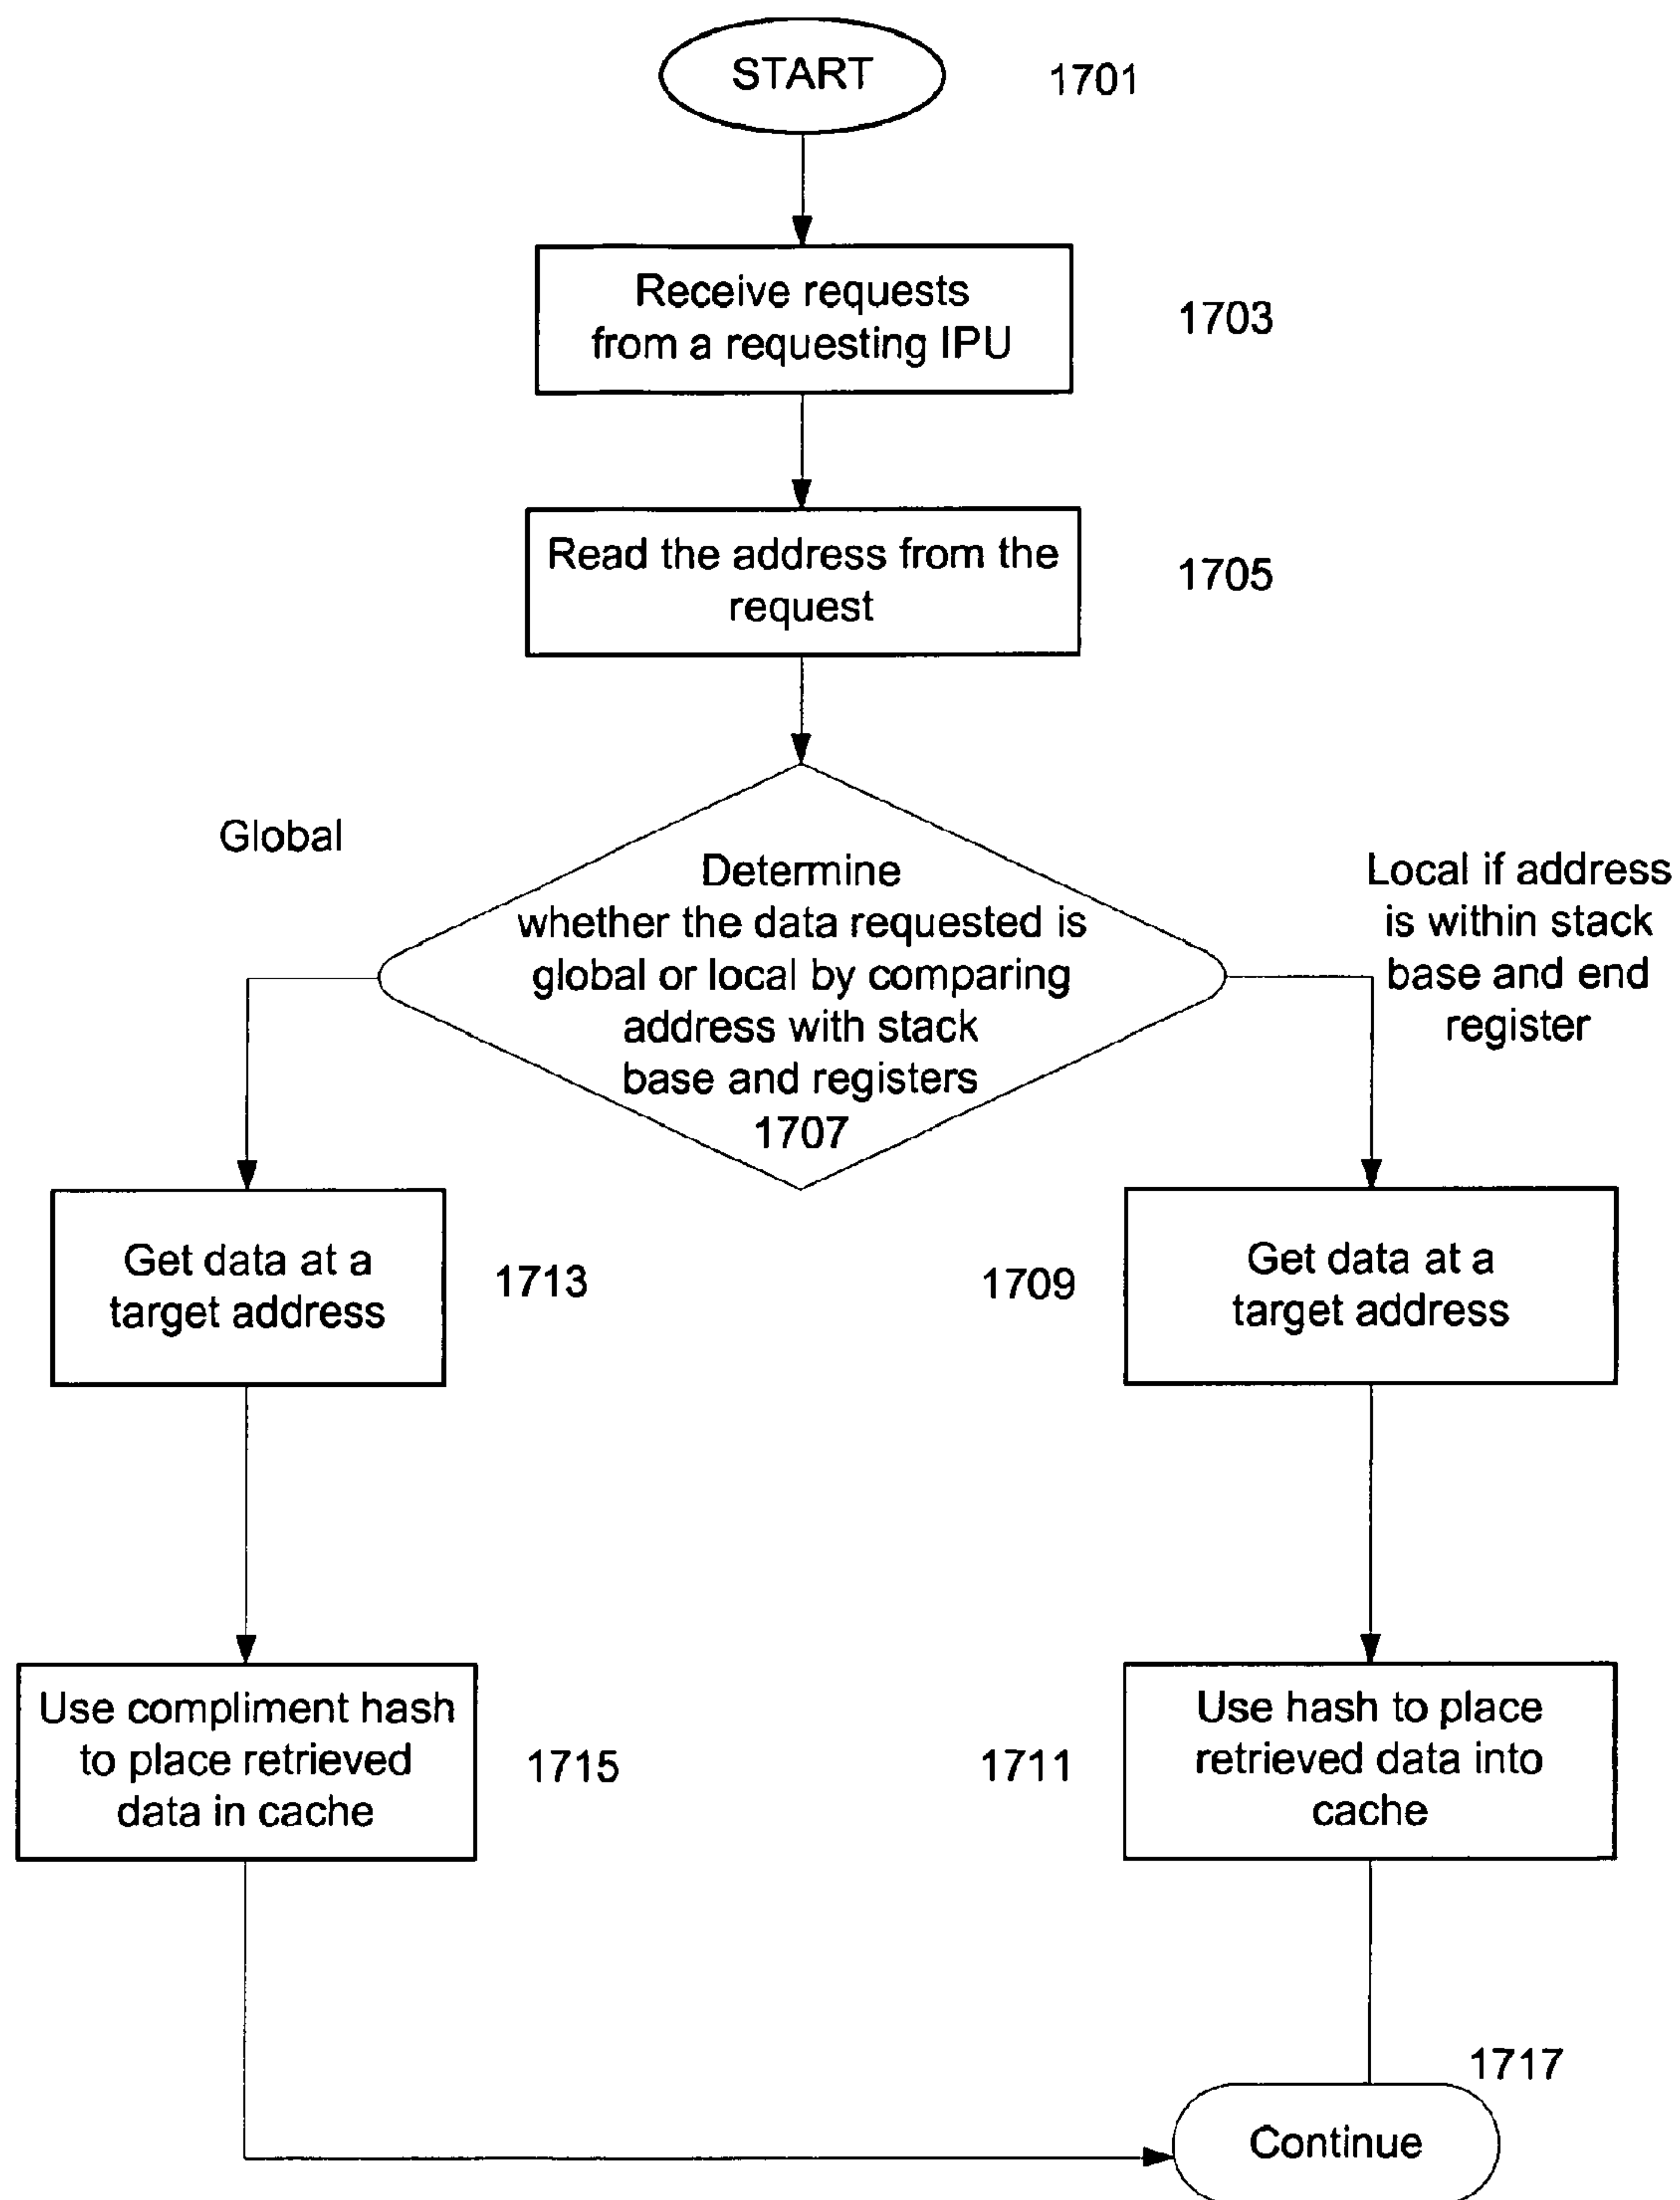 START
1701
Receive requests
from a requesting IPU
1703
Read the address from the
request
1705
Global
Determine
whether the data requested is
global or local by comparing
address with stack
base and registers
1707
Local if address
is within stack
base and end
register
Get data at a
target address
1713
1709
Get data at a
target address
Use compliment hash
to place retrieved
data in cache
1715
1711
Use hash to place
retrieved data into
cache
1717
Continue